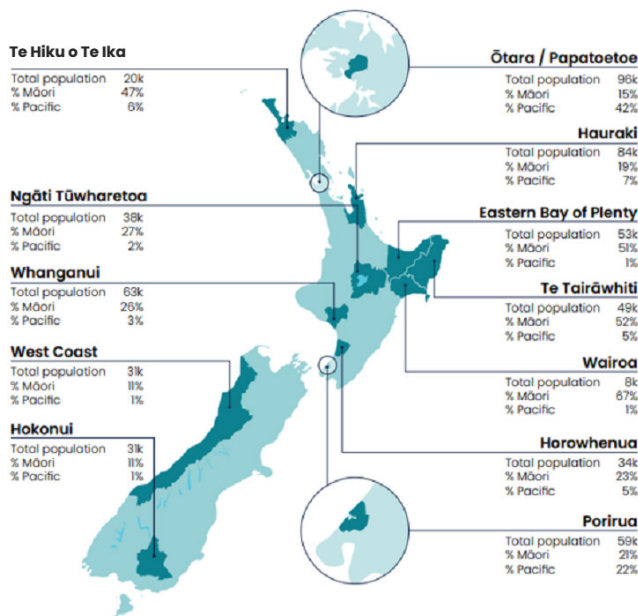 Te Hiku o Te Ika
Total population 20k
% Māori 47%
% Pacific 6%
Ngāti Tūwharetoa
Total population 38k
% Māori 27%
% Pacific 2%
Whanganui
Total population 63k
% Māori 26%
% Pacific 3%
West Coast
Total population 31k
% Māori 11%
% Pacific 1%
Hokonui
Total population 31k
% Māori 11%
% Pacific 1%
Ōtara / Papatoetoe
Total population 96k
% Māori 15%
% Pacific 42%
Hauraki
Total population 84k
% Māori 19%
% Pacific 7%
Eastern Bay of Plenty
Total population 53k
% Māori 51%
% Pacific 1%
Te Tairāwhiti
Total population 49k
% Māori 52%
% Pacific 5%
Wairoa
Total population 8k
% Māori 67%
% Pacific 1%
Horowhenua
Total population 34k
% Māori 23%
% Pacific 5%
Porirua
Total population 59k
% Māori 21%
% Pacific 22%